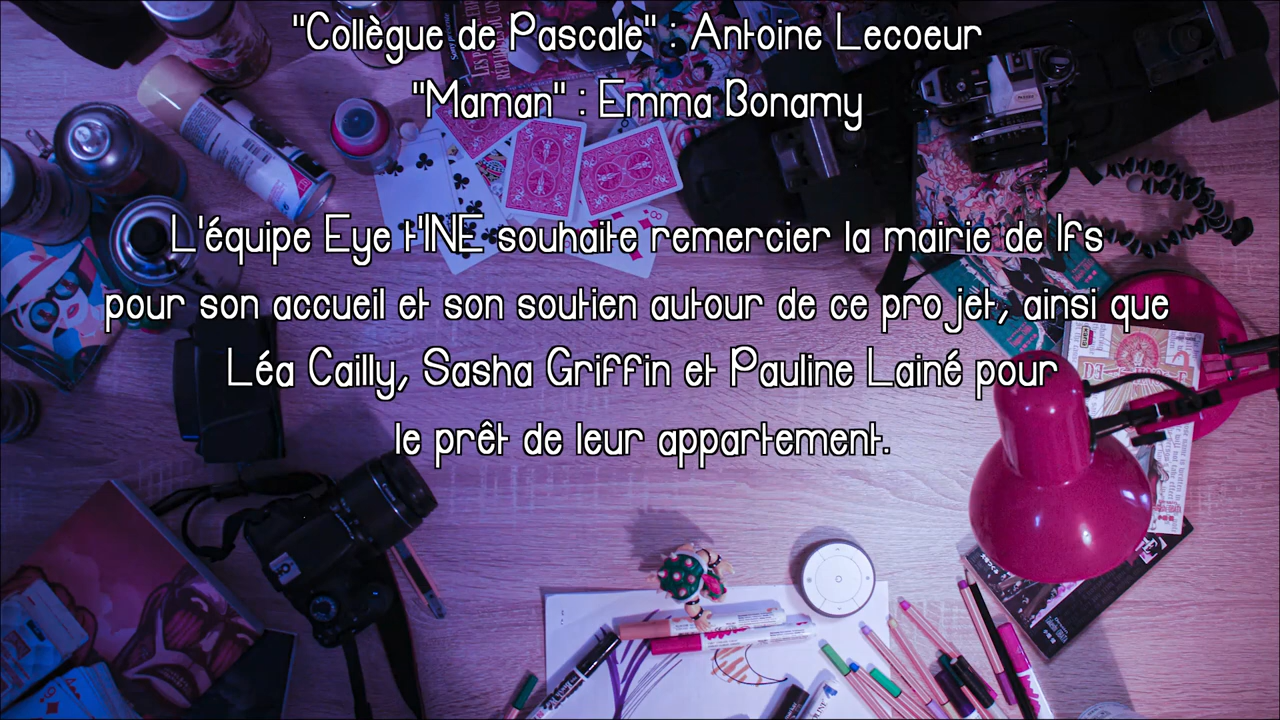 "Collègue de Pascale" : Antoine Lecoeur
"Maman" : Emma Bonamy
L'équipe Eye t'INE souhaite remercier la mairie de Ifs
pour son accueil et son soutien autour de ce projet, ainsi que
Léa Cailly, Sasha Griffin et Pauline Lainé pour
le prêt de leur appartement.